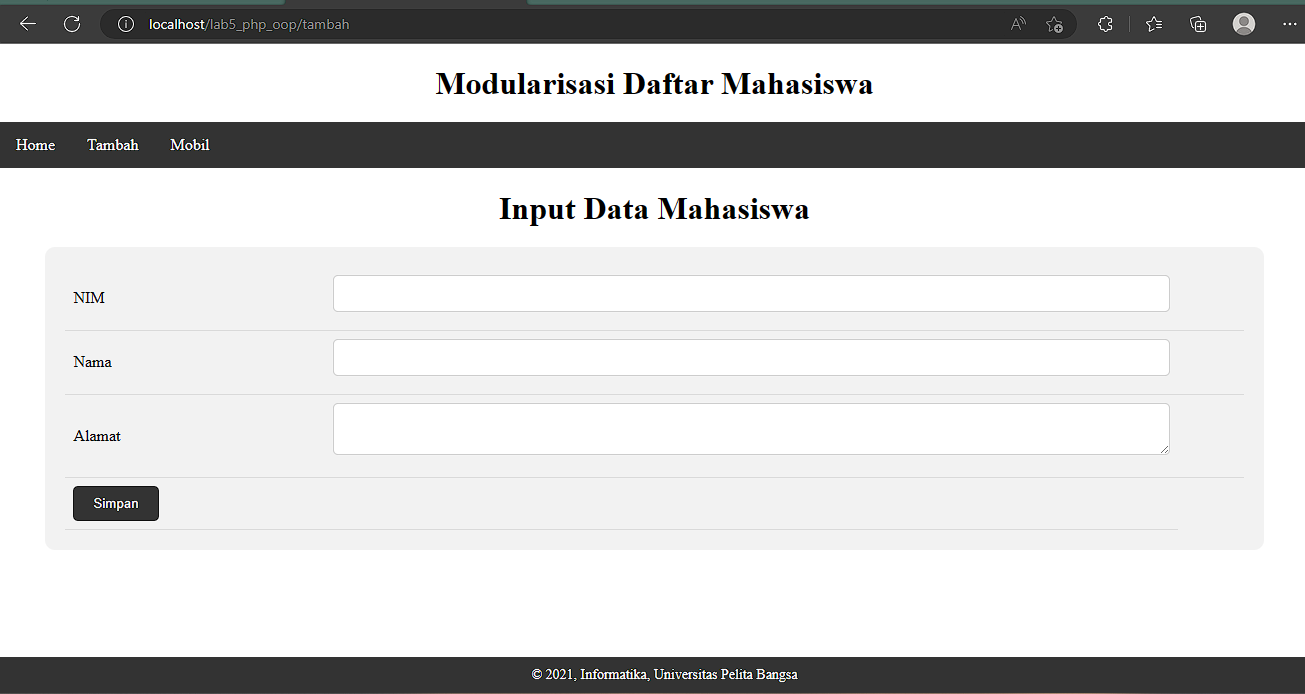 localhost/lab5_php_oop/tambah
Modularisasi Daftar Mahasiswa
Home Tambah Mobil
Input Data Mahasiswa
NIM
Nama
Alamat
Simpan
© 2021, Informatika, Universitas Pelita Bangsa